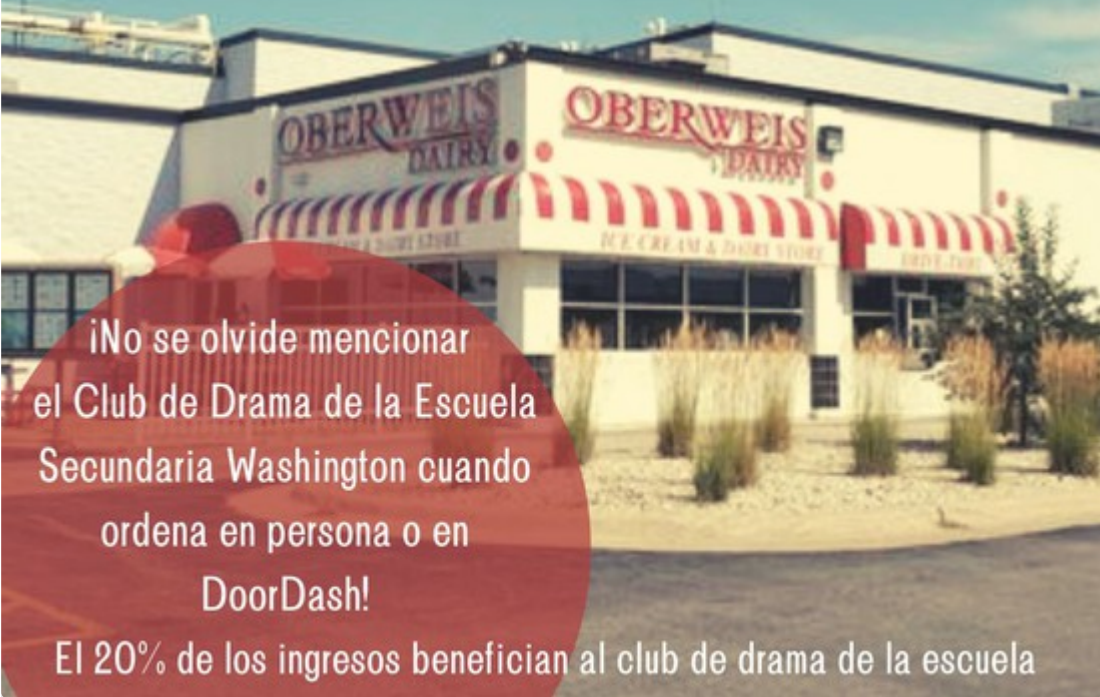 OBERWEIS
DAIRY
OBERWEIS
DAIRY
ICE CREAM & DAIRY STORE
DRIVE-THRU
¡No se olvide mencionar
el Club de Drama de la Escuela
Secundaria Washington cuando
ordena en persona o en
DoorDash!
El 20% de los ingresos benefician al club de drama de la escuela